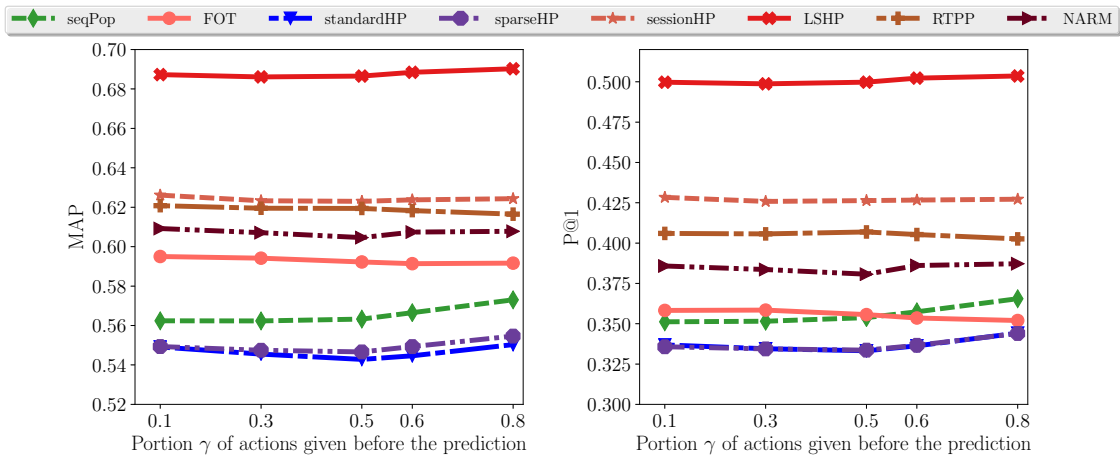 seqPop FOT standardHP sparseHP sessionHP LSHP RTPP NARM
MAP
0.70
0.68
0.66
0.64
0.62
0.60
0.58
0.56
0.54
0.52
0.1 0.3 0.5 0.6 0.8
Portion γ of actions given before the prediction
P@1
0.500
0.475
0.450
0.425
0.400
0.375
0.350
0.325
0.300
0.1 0.3 0.5 0.6 0.8
Portion γ of actions given before the prediction